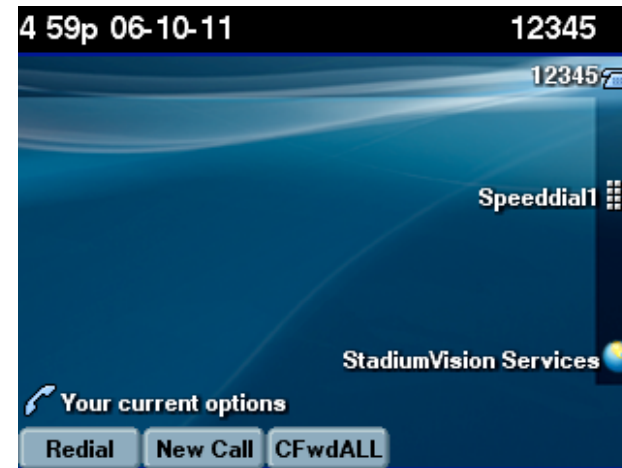 4 59p 06-10-11 12345
12345
Speeddial1
StadiumVision Services
Your current options
Redial New Call CFwdALL